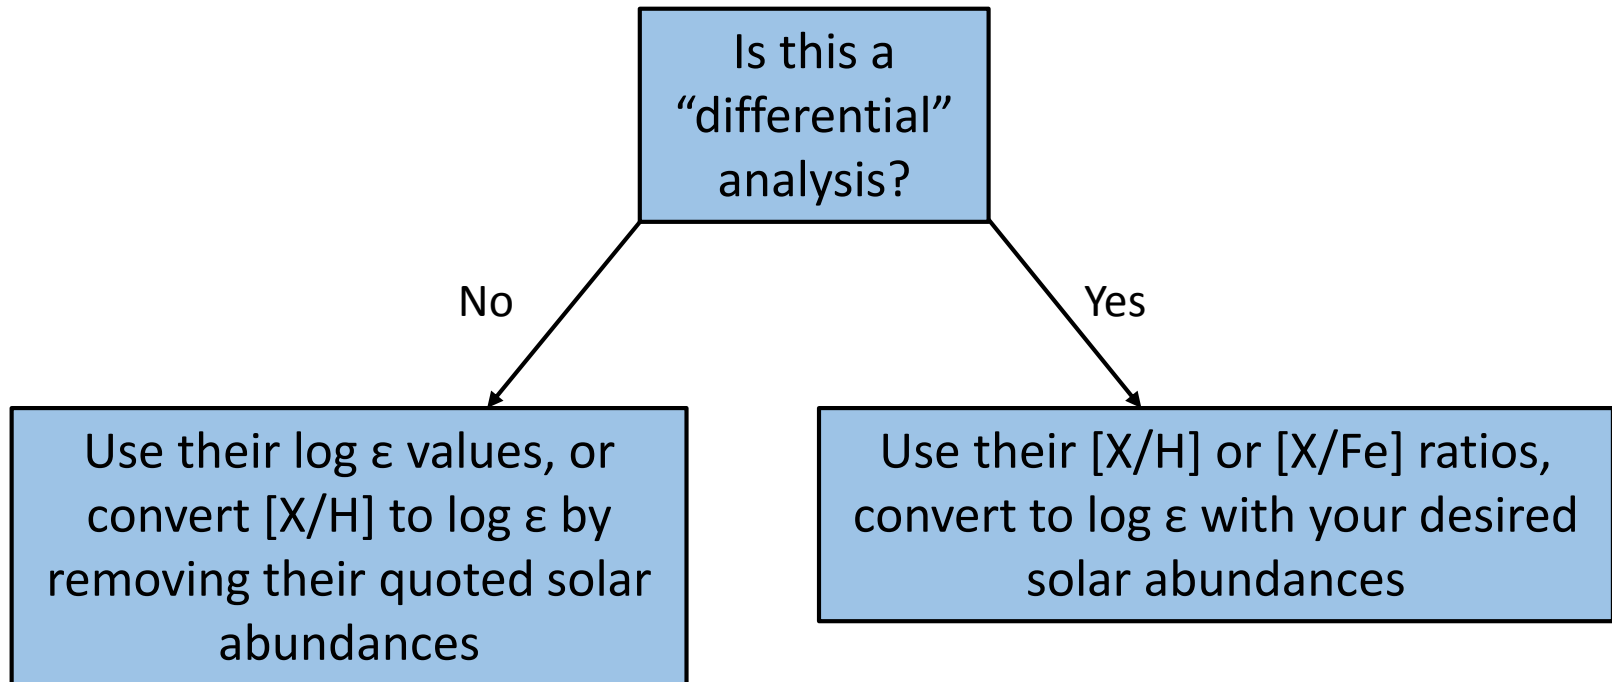 Is this a
“differential”
analysis?
No
Yes
Use their log ε values, or
convert [X/H] to log ε by
removing their quoted solar
abundances
Use their [X/H] or [X/Fe] ratios,
convert to log ε with your desired
solar abundances